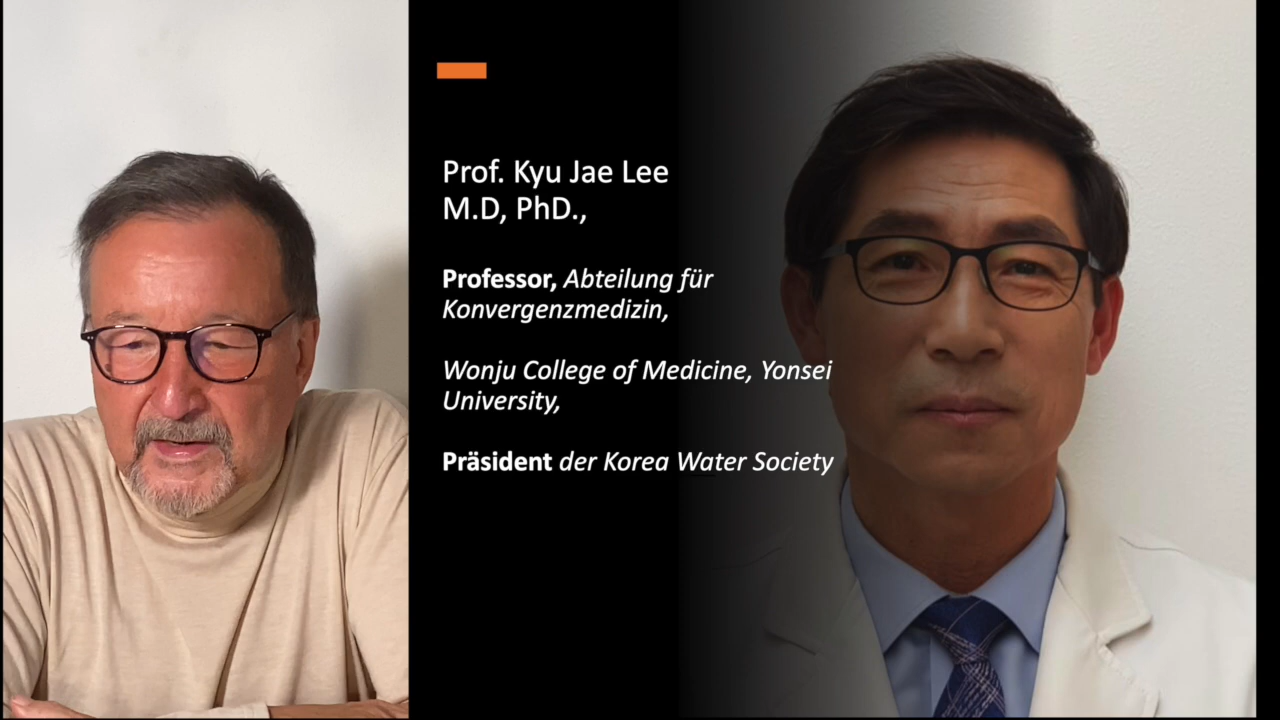 Prof. Kyu Jae Lee
M.D, PhD.,
Professor, Abteilung für
Konvergenzmedizin,
Wonju College of Medicine, Yonsei
University,
Präsident der Korea Water Society